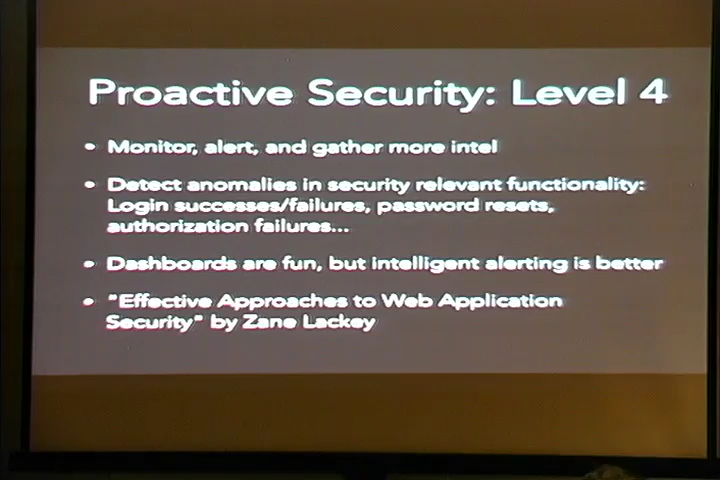 Proactive Security: Level 4
• Monitor, alert, and gather more intel
• Detect anomalies in security relevant functionality:
Login successes/failures, password resets,
authorization failures...
• Dashboards are fun, but intelligent alerting is better
• "Effective Approaches to Web Application
Security" by Zane Lackey